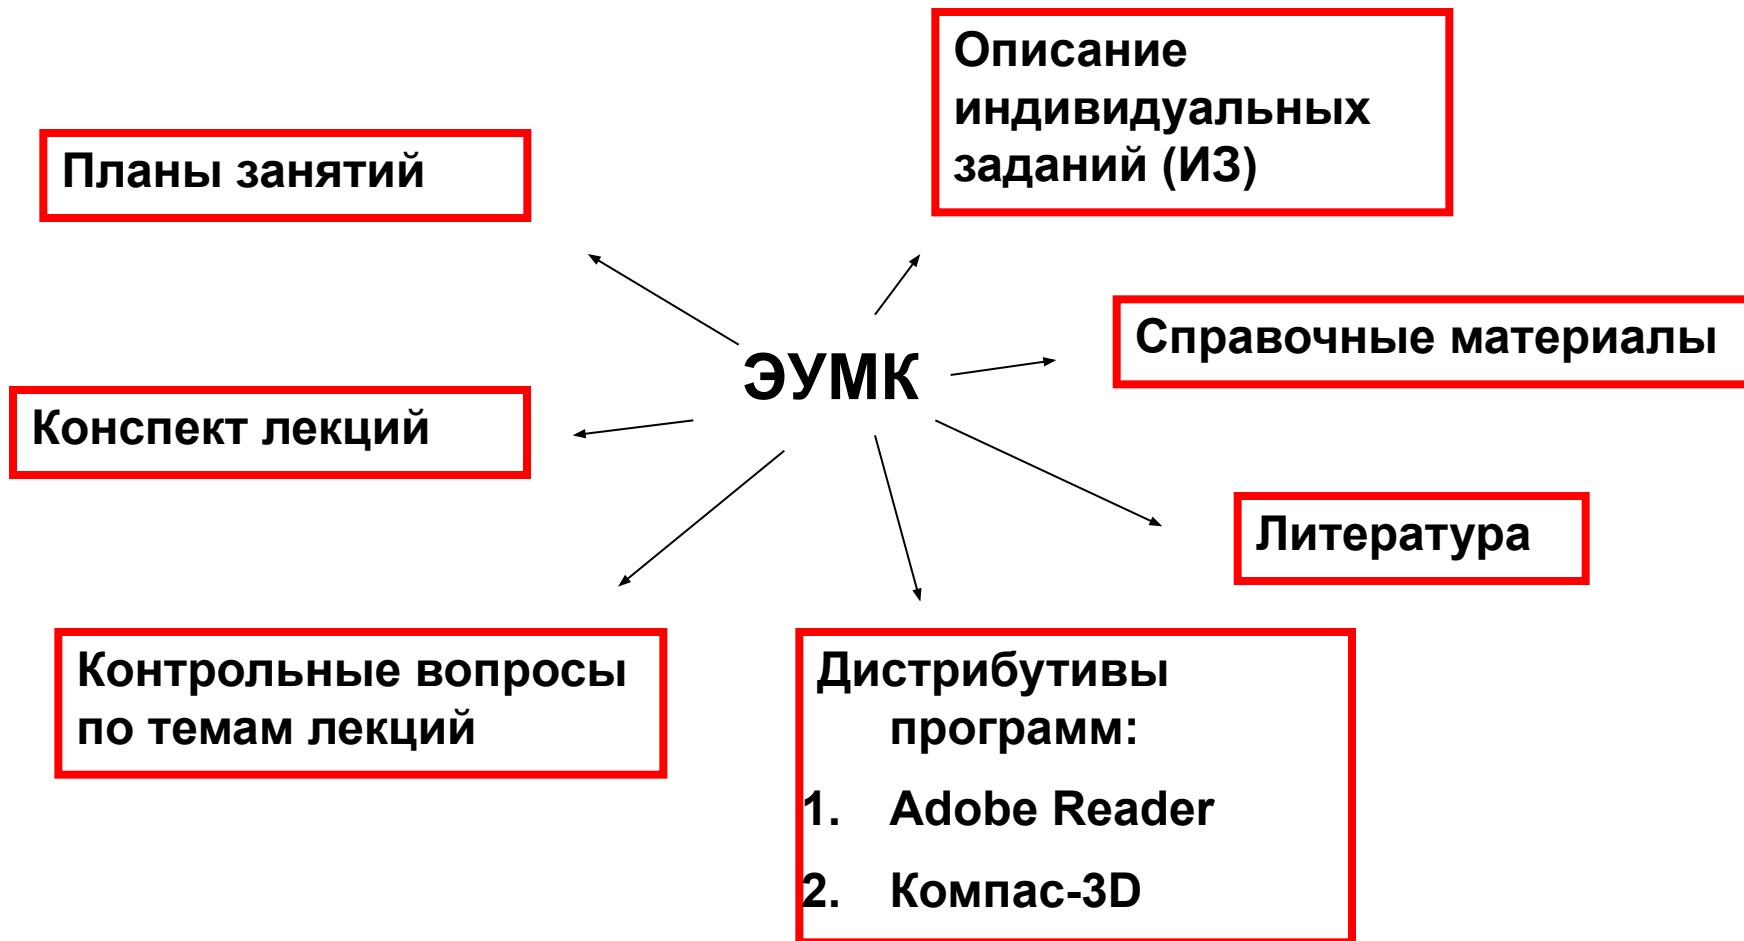 Описание
индивидуальных
заданий (ИЗ)
Планы занятий
Справочные материалы
ЭУМК
Конспект лекций
Литература
Контрольные вопросы
по темам лекций
Дистрибутивы
программ:
1. Adobe Reader
2. Компас-3D